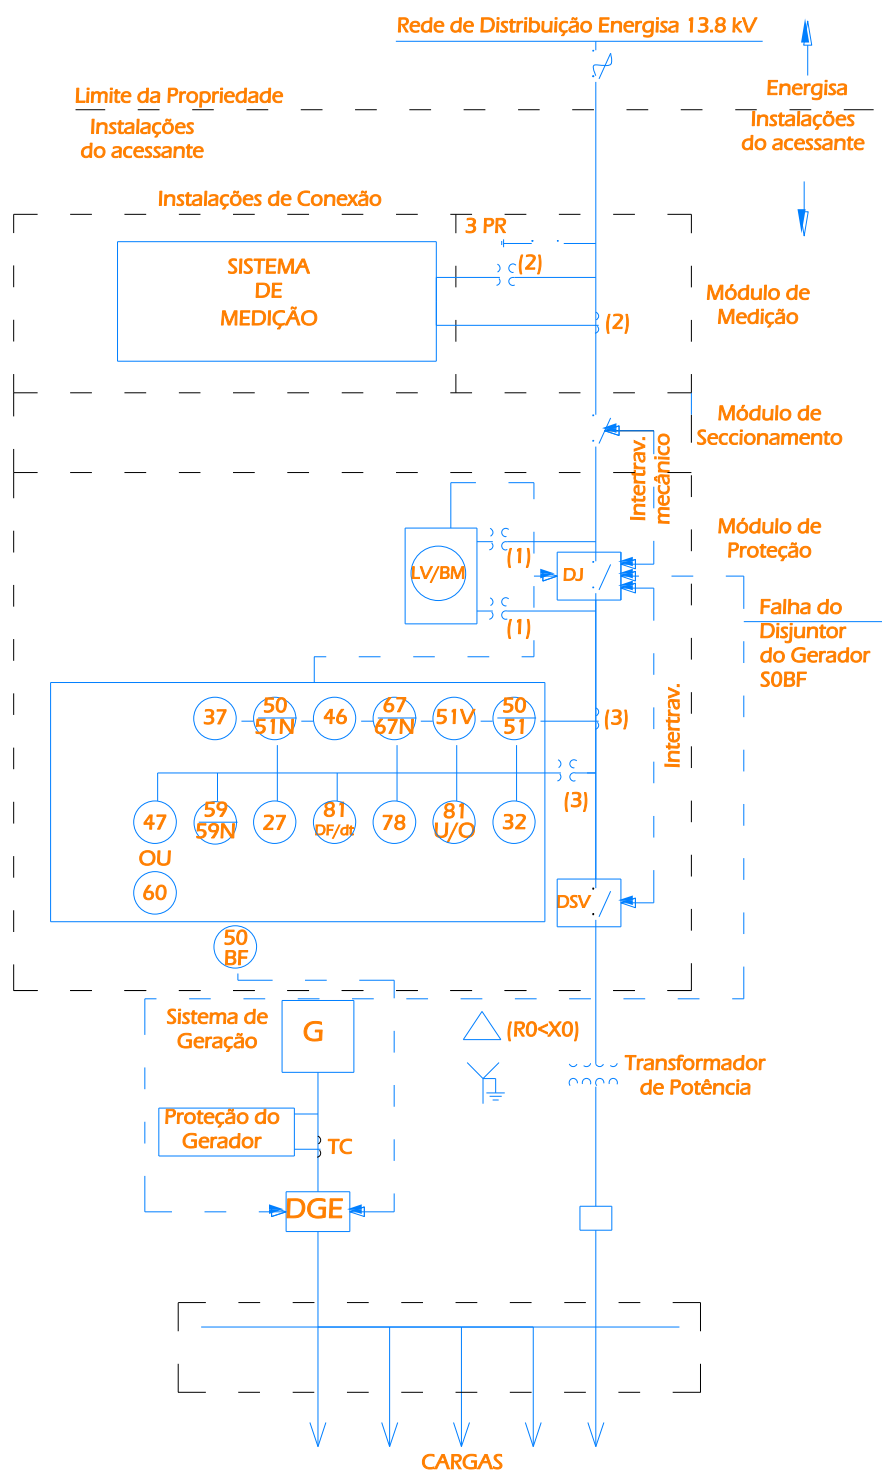 Rede de Distribuição Energisa 13.8 kV
Energisa
Limite da Propriedade
Instalações
do acessante
Instalações
do acessante
Instalações de Conexão
3 PR
(2)
SISTEMA
DE
MEDIÇÃO
(2)
Módulo de
Medição
Módulo de
Seccionamento
Intertrav.
mecânico
Módulo de
Proteção
(1)
LV/BM
DJ
(1)
Falha do
Disjuntor
do Gerador
S0BF
37
50
51N
46
67
67N
51V
50
51
(3)
Intertrav.
(3)
47
59
59N
27
81
DF/dt
78
81
U/O
32
OU
60
DSV
50
BF
Sistema de
Geração
G
(R0<X0)
Transformador
de Potência
Proteção do
Gerador
TC
DGE
CARGAS